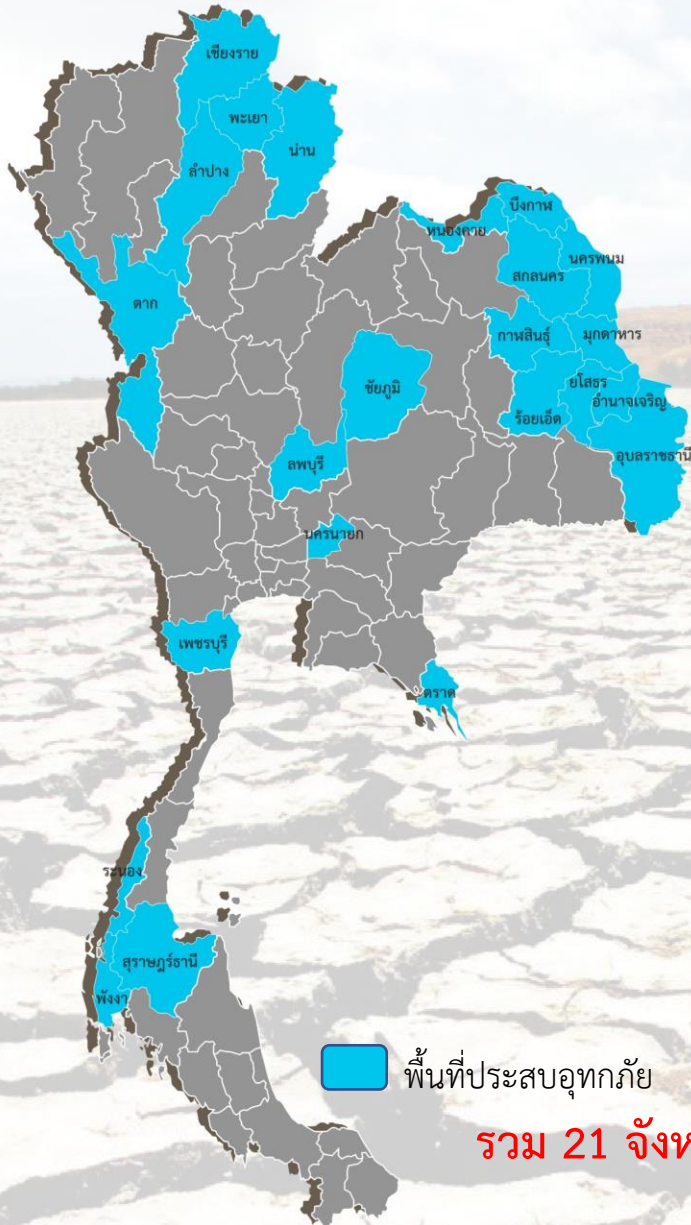 เชียงราย
พะเยา
น่าน
ลำปาง
บึงกาฬ
หนองคาย
นครพนม
สกลนคร
ตาก
กาฬสินธุ์
มุกดาหาร
ชัยภูมิ
ยโสธร
อำนาจเจริญ
ร้อยเอ็ด
ลพบุรี
อุบลราชธานี
นครนายก
เพชรบุรี
ตราด
ระนอง
สุราษฎร์ธานี
พังงา
พื้นที่ประสบอุทกภัย
รวม 21 จังห